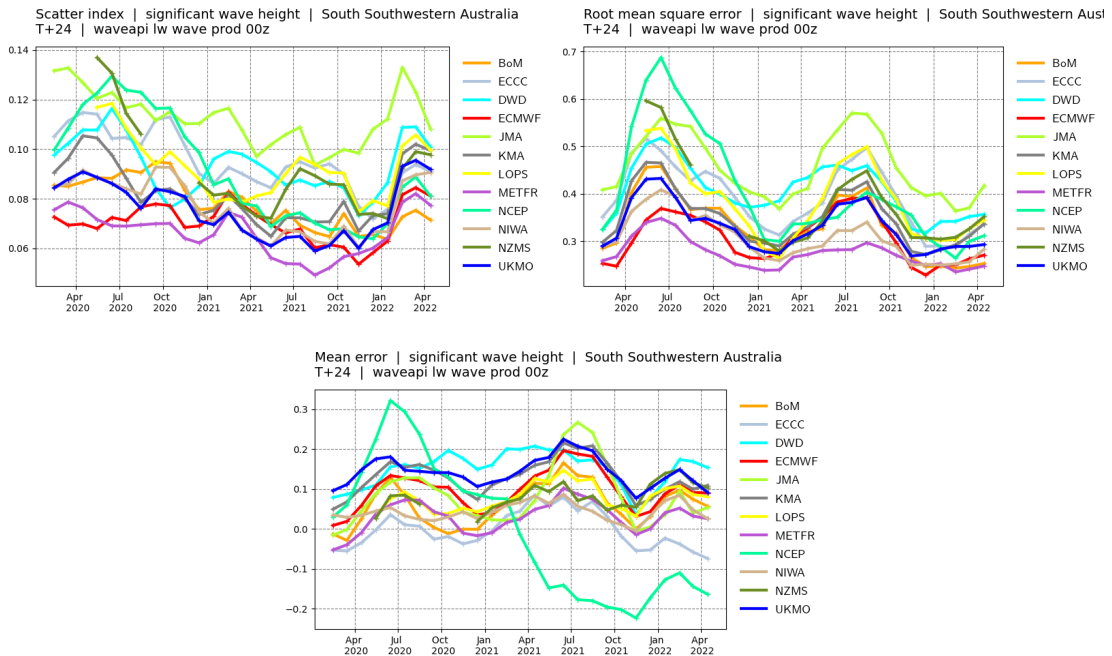 Scatter index | significant wave height | South Southwestern Australia
T+24 | waveapi lw wave prod 00z
0.14
0.12
0.10
0.08
0.06
Apr 2020
Jul 2020
Oct 2020
Jan 2021
Apr 2021
Jul 2021
Oct 2021
Jan 2022
Apr 2022
BoM
ECCC
DWD
ECMWF
JMA
KMA
LOPS
METFR
NCEP
NIWA
NZMS
UKMO
Root mean square error | significant wave height | South Southwestern Aust
T+24 | waveapi lw wave prod 00z
0.7
0.6
0.5
0.4
0.3
Apr 2020
Jul 2020
Oct 2020
Jan 2021
Apr 2021
Jul 2021
Oct 2021
Jan 2022
Apr 2022
BoM
ECCC
DWD
ECMWF
JMA
KMA
LOPS
METFR
NCEP
NIWA
NZMS
UKMO
Mean error | significant wave height | South Southwestern Australia
T+24 | waveapi lw wave prod 00z
0.3
0.2
0.1
0.0
−0.1
−0.2
Apr 2020
Jul 2020
Oct 2020
Jan 2021
Apr 2021
Jul 2021
Oct 2021
Jan 2022
Apr 2022
BoM
ECCC
DWD
ECMWF
JMA
KMA
LOPS
METFR
NCEP
NIWA
NZMS
UKMO